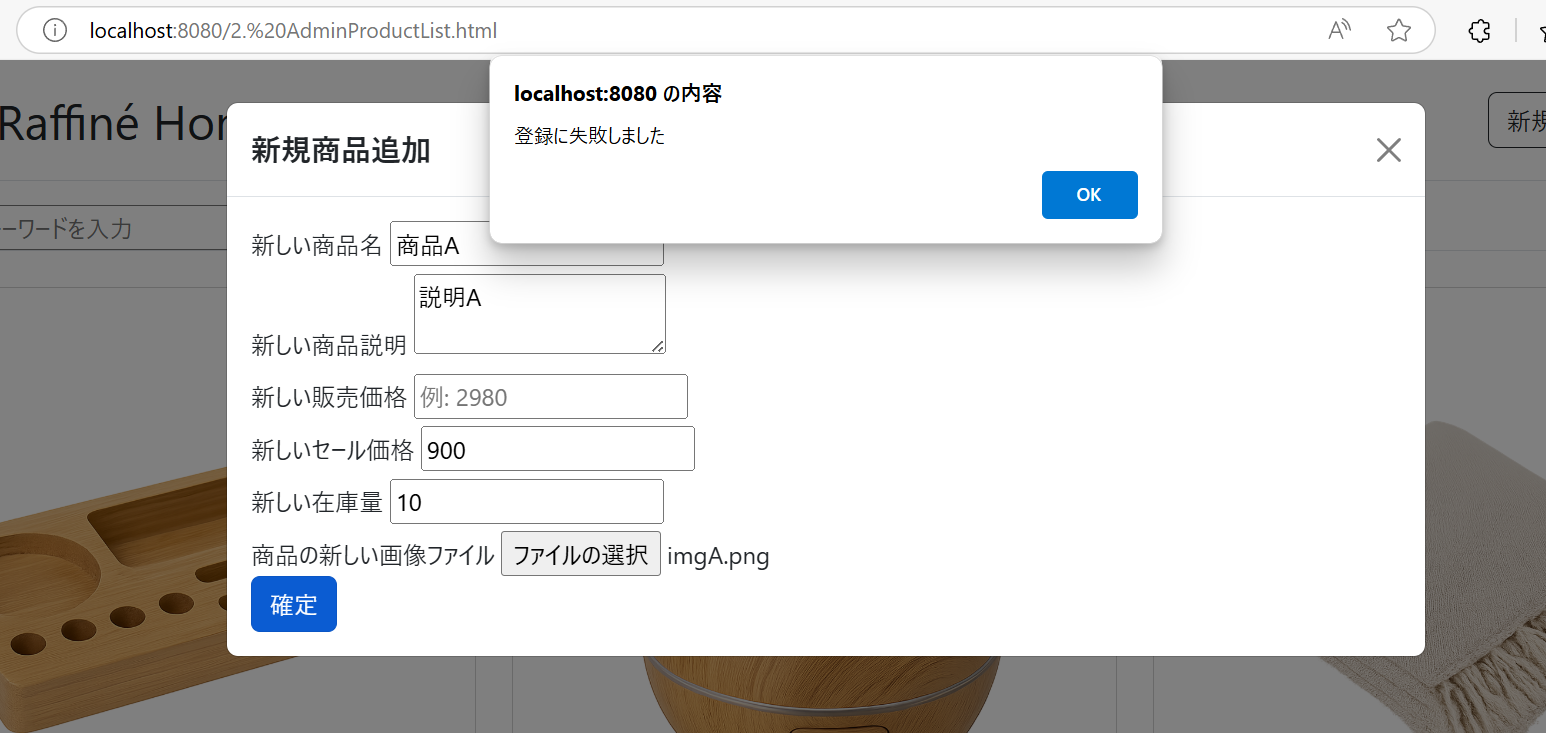 localhost:8080/2.%20AdminProductList.html
localhost:8080 の内容
登録に失敗しました
OK
Raffiné Hor
新規
新規商品追加
ーワードを入力
新しい商品名 商品A
新しい商品説明 説明A
新しい販売価格 例: 2980
新しいセール価格 900
新しい在庫量 10
商品の新しい画像ファイル ファイルの選択 imgA.png
確定